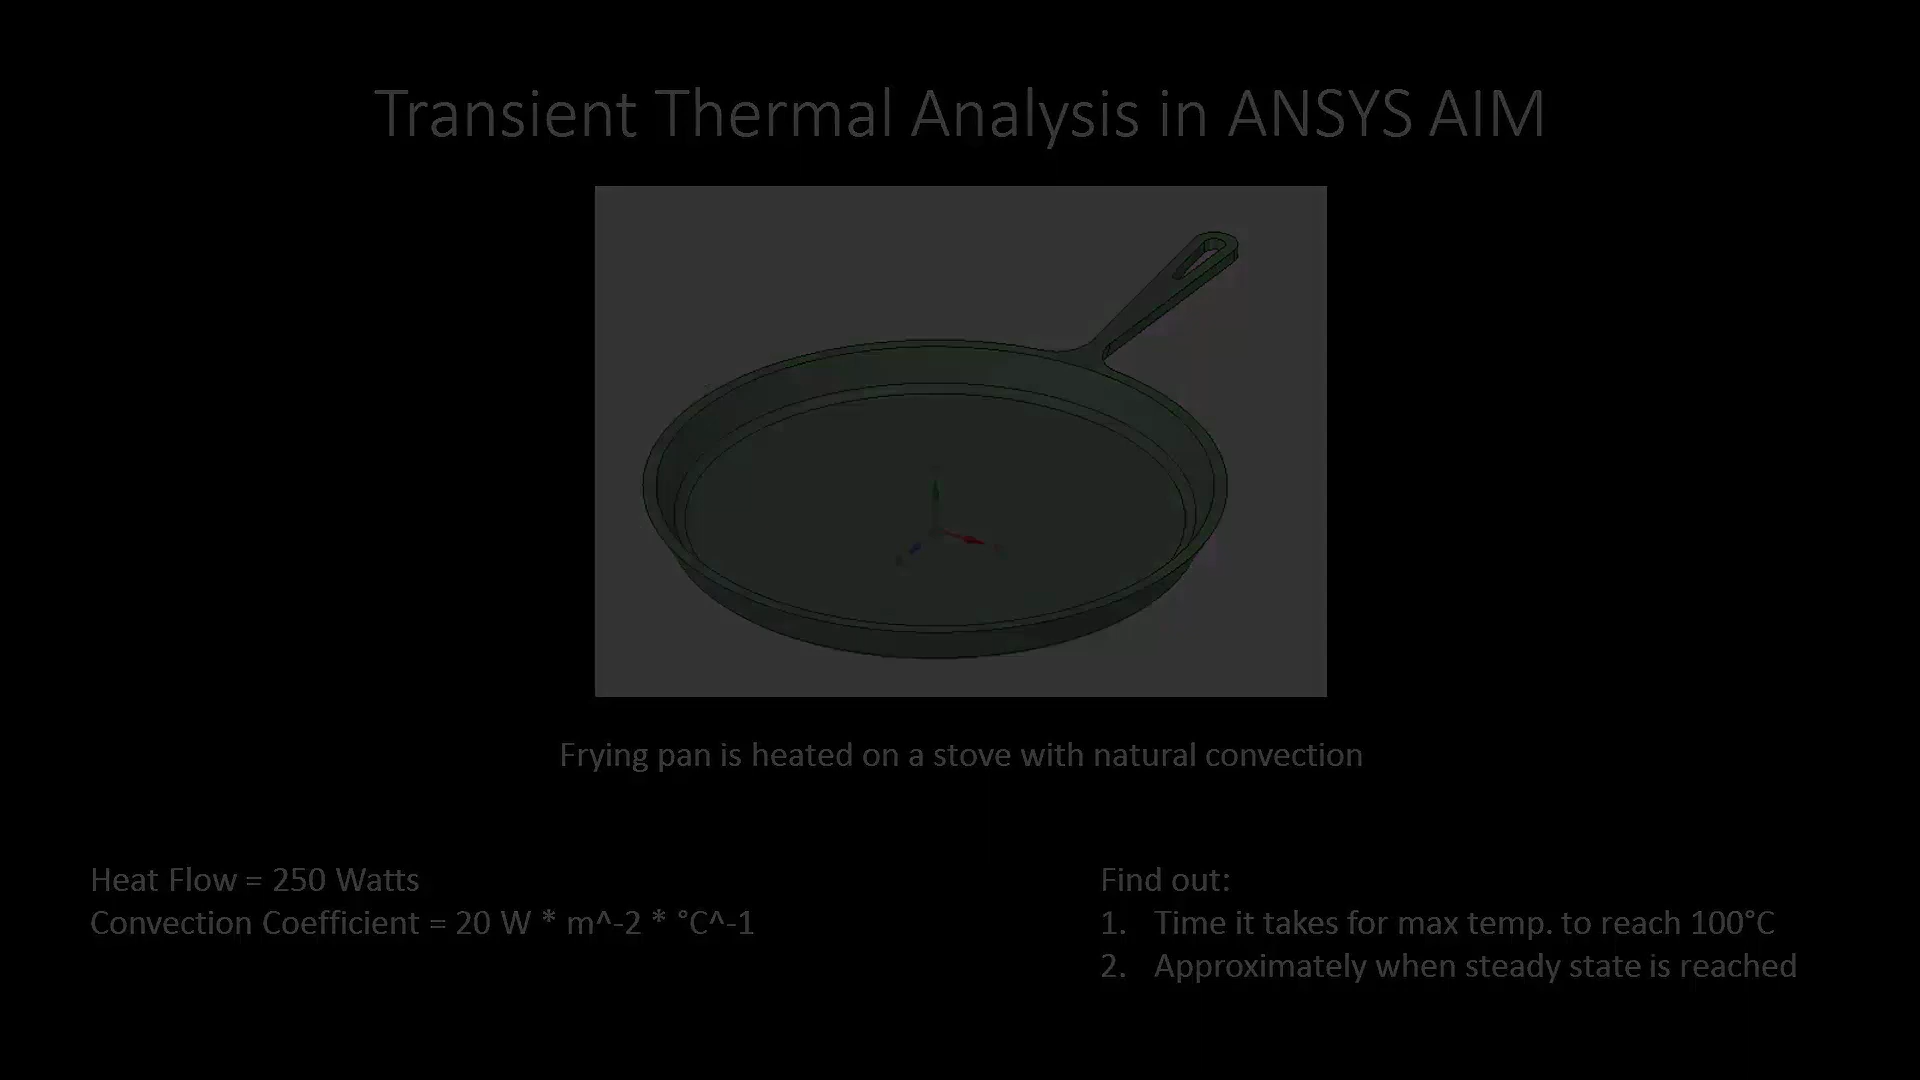 Transient Thermal Analysis in ANSYS AIM
Frying pan is heated on a stove with natural convection
Heat Flow = 250 Watts
Convection Coefficient = 20 W * m^-2 * °C^-1
Find out:
1. Time it takes for max temp. to reach 100°C
2. Approximately when steady state is reached